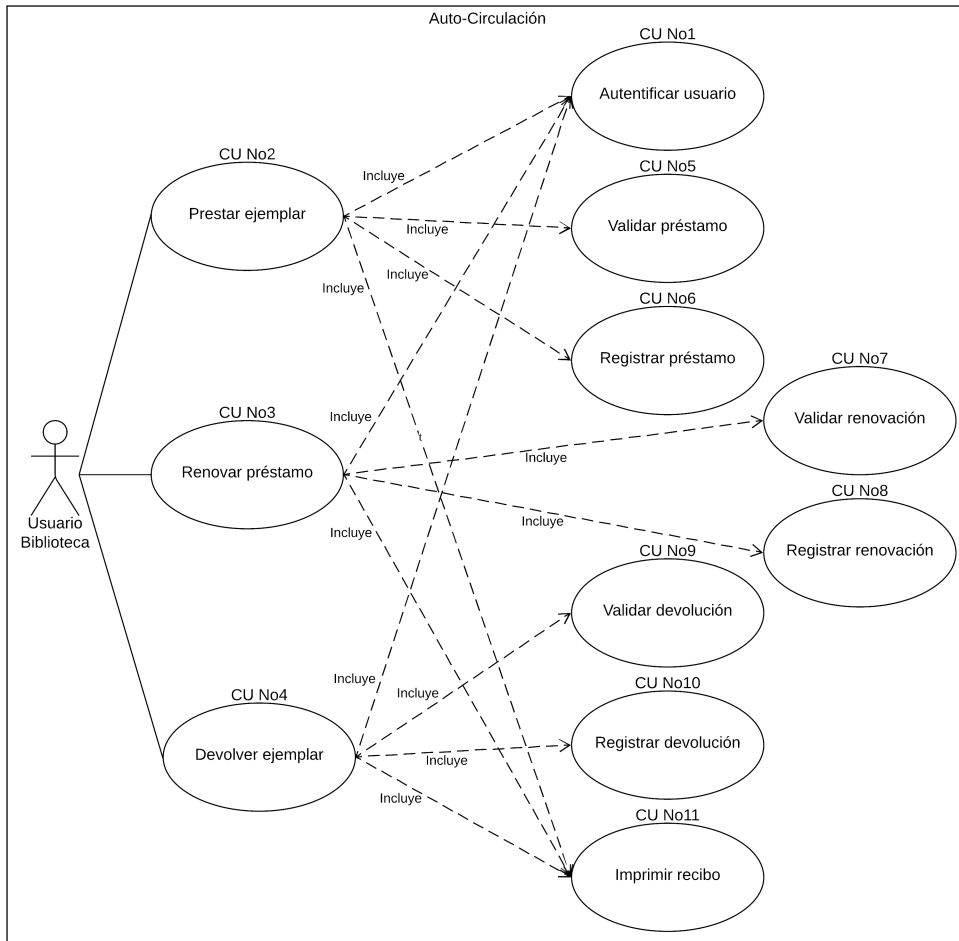 Auto-Circulación
CU No1
Autentificar usuario
CU No2
Prestar ejemplar
Incluye
CU No5
Validar préstamo
Incluye
Incluye
Incluye
CU No6
Registrar préstamo
CU No7
Validar renovación
CU No3
Renovar préstamo
Incluye
Incluye
Usuario
Biblioteca
CU No8
Registrar renovación
Incluye
Incluye
CU No9
Validar devolución
CU No4
Devolver ejemplar
Incluye
Incluye
CU No10
Registrar devolución
Incluye
Incluye
CU No11
Imprimir recibo